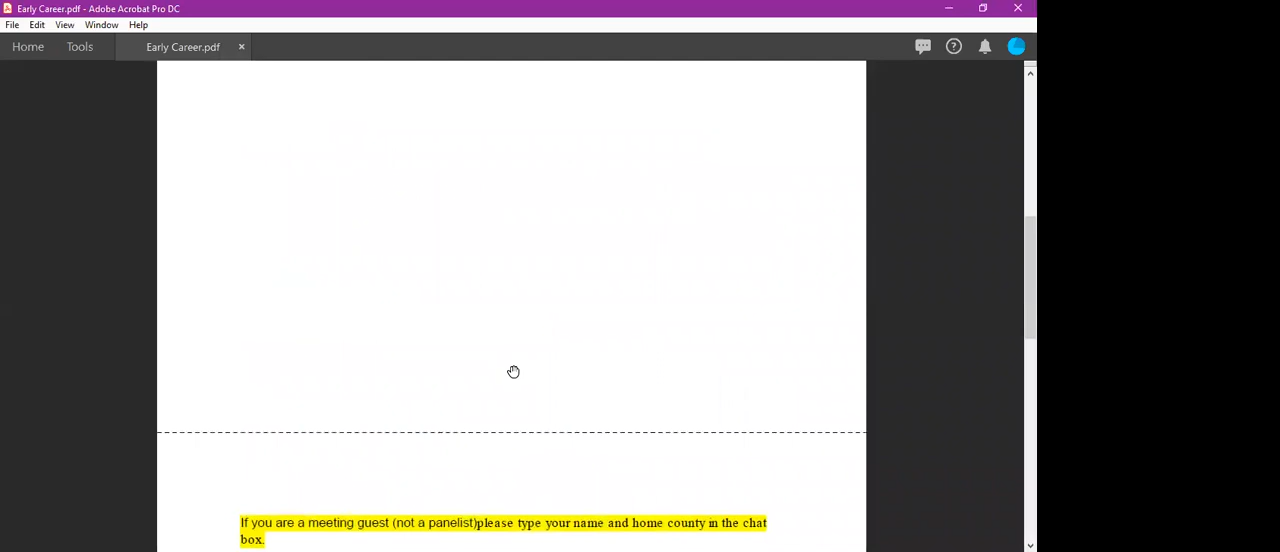 Early Career.pdf - Adobe Acrobat Pro DC
File Edit View Window Help
Home Tools Early Career.pdf ×
If you are a meeting guest (not a panelist)please type your name and home county in the chat
box.